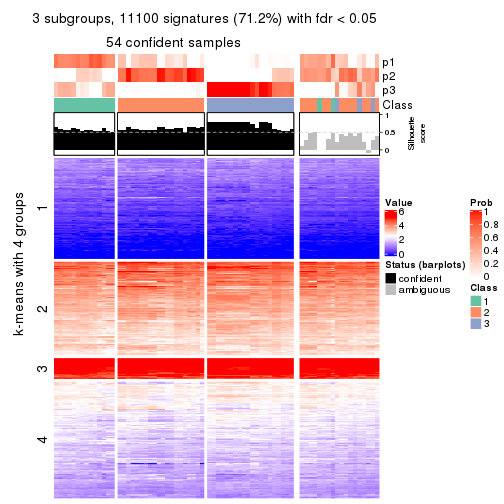 3 subgroups, 11100 signatures (71.2%) with fdr < 0.05
54 confident samples
p1
p2
p3
Class
1
0.5
0
Silhouette
score
k-means with 4 groups
1
2
3
4
Value
6
4
2
0
Status (barplots)
confident
ambiguous
Prob
1
0.8
0.6
0.4
0.2
0
Class
1
2
3